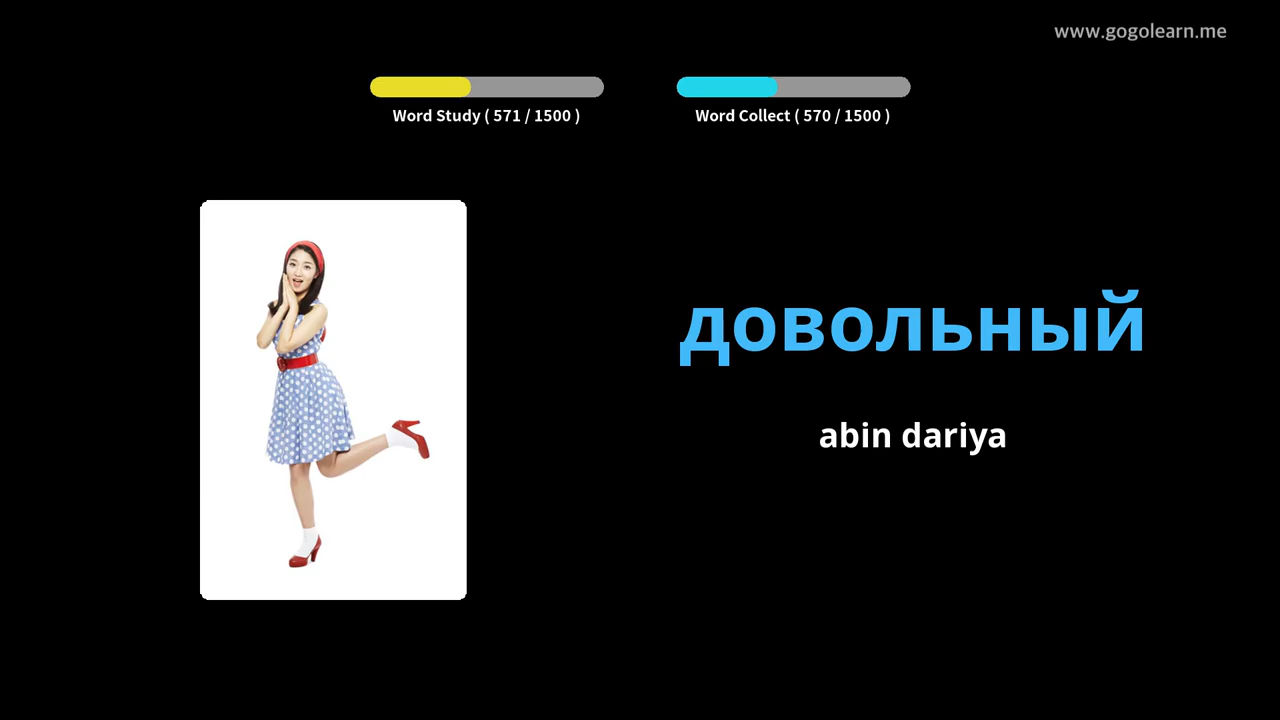 www.gogolearn.me
Word Study ( 571 / 1500 )
Word Collect ( 570 / 1500 )
довольный
abin dariya